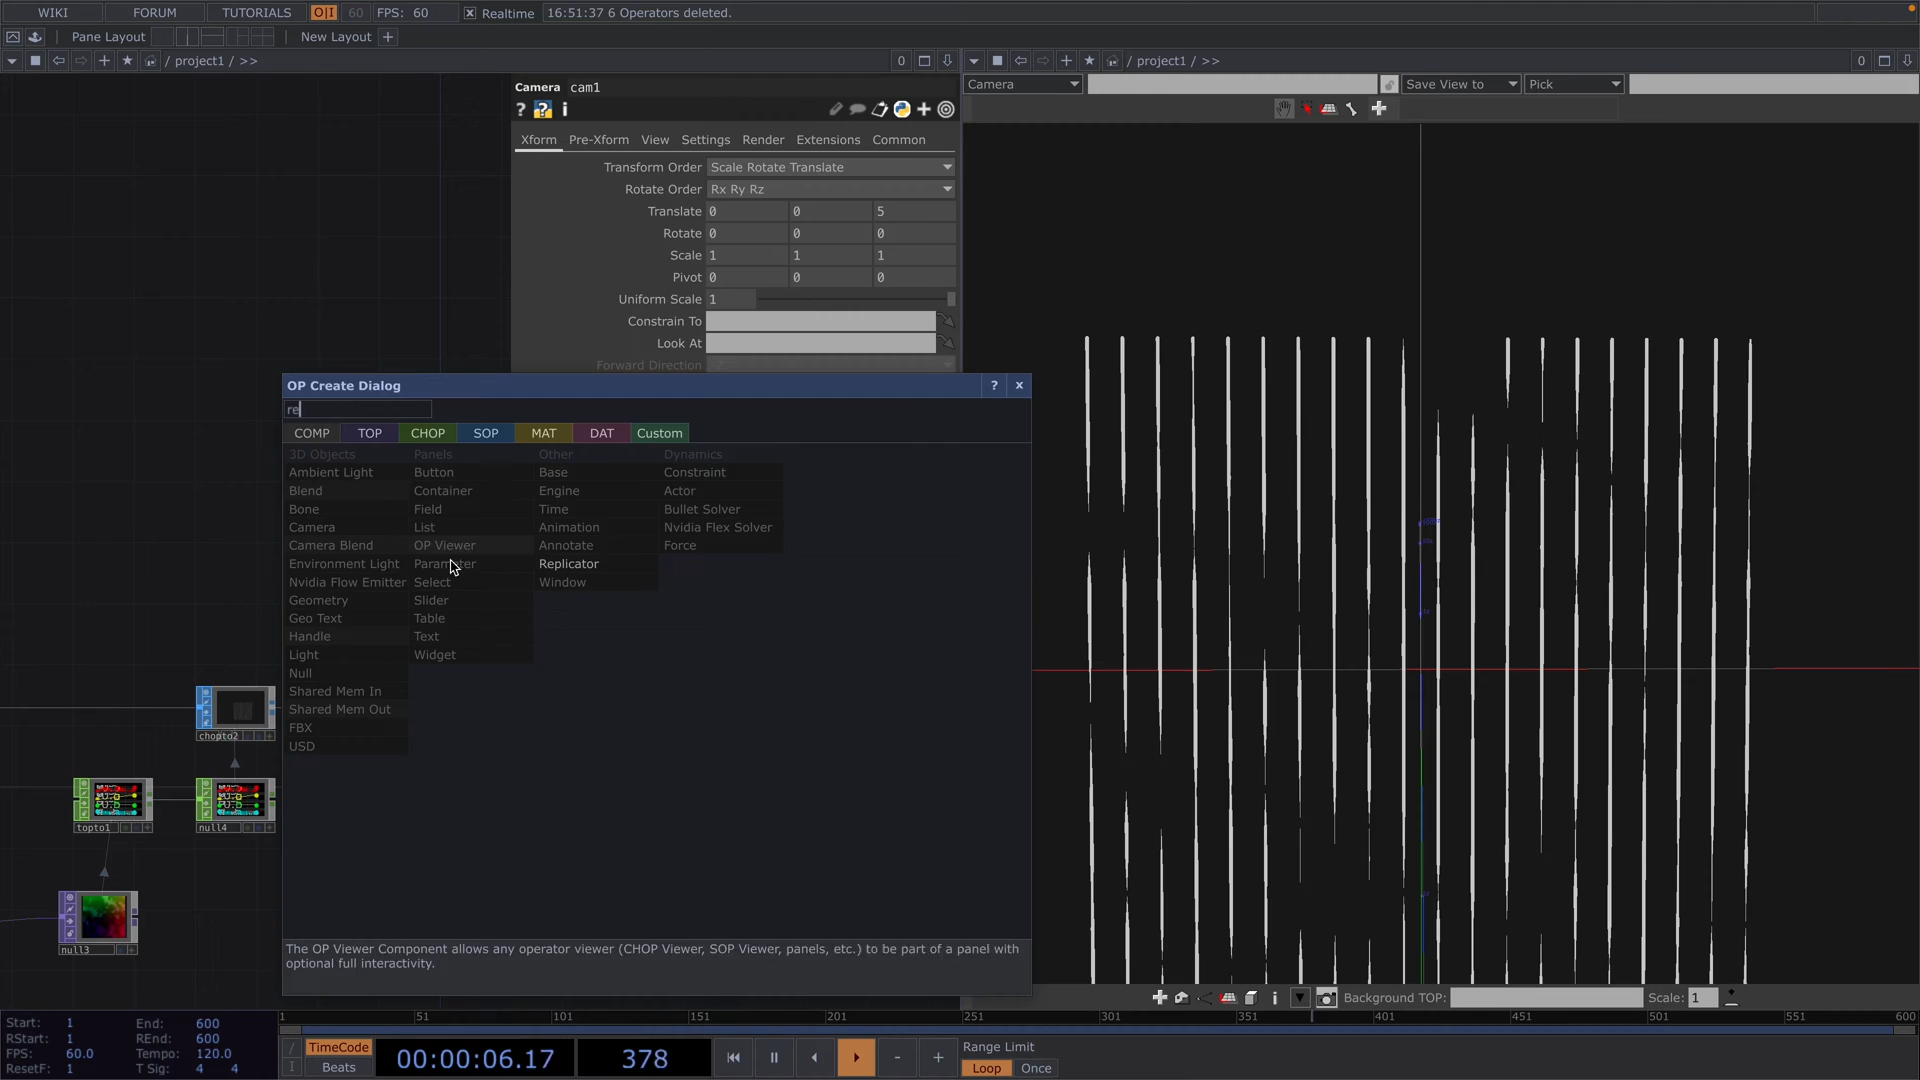 WIKI FORUM TUTORIALS O|I 60 FPS: 60 Realtime 16:51:37 6 Operators deleted.
Pane Layout New Layout
/ project1 / >> 0
/ project1 / >> 0
Camera cam1
Camera Save View to Pick
? ? i
Xform Pre-Xform View Settings Render Extensions Common
Transform Order Scale Rotate Translate
Rotate Order Rx Ry Rz
Translate 0 0 5
Rotate 0 0 0
Scale 1 1 1
Pivot 0 0 0
Uniform Scale 1
Constrain To
Look At
Forward Direction
OP Create Dialog ? x
re
COMP TOP CHOP SOP MAT DAT Custom
3D Objects Panels Other Dynamics
Ambient Light Button Base Constraint
Blend Container Engine Actor
Bone Field Time Bullet Solver
Camera List Animation Nvidia Flex Solver
Camera Blend OP Viewer Annotate Force
Environment Light Parameter Replicator
Nvidia Flow Emitter Select Window
Geometry Slider
Geo Text Table
Handle Text
Light Widget
Null
Shared Mem In
Shared Mem Out
FBX
USD
chopto2
topto1 null4
null3
The OP Viewer Component allows any operator viewer (CHOP Viewer, SOP Viewer, panels, etc.) to be part of a panel with
optional full interactivity.
i Background TOP: Scale: 1
1 51 101 151 201 251 301 351 401 451 501 551 600
Start: 1 End: 600
RStart: 1 REnd: 600
FPS: 60.0 Tempo: 120.0
ResetF: 1 T Sig: 4 4
TimeCode
Beats
00:00:06.17 378
Range Limit
Loop Once